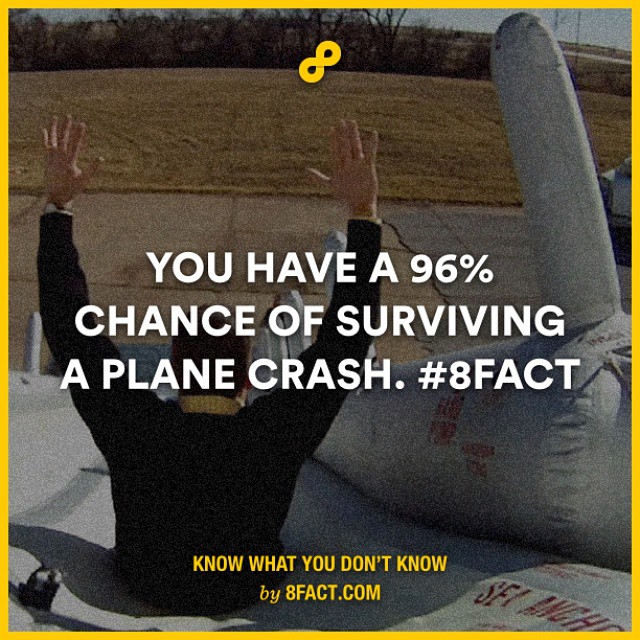 YOU HAVE A 96%
CHANCE OF SURVIVING
A PLANE CRASH. #8FACT
KNOW WHAT YOU DON'T KNOW
by 8FACT.COM